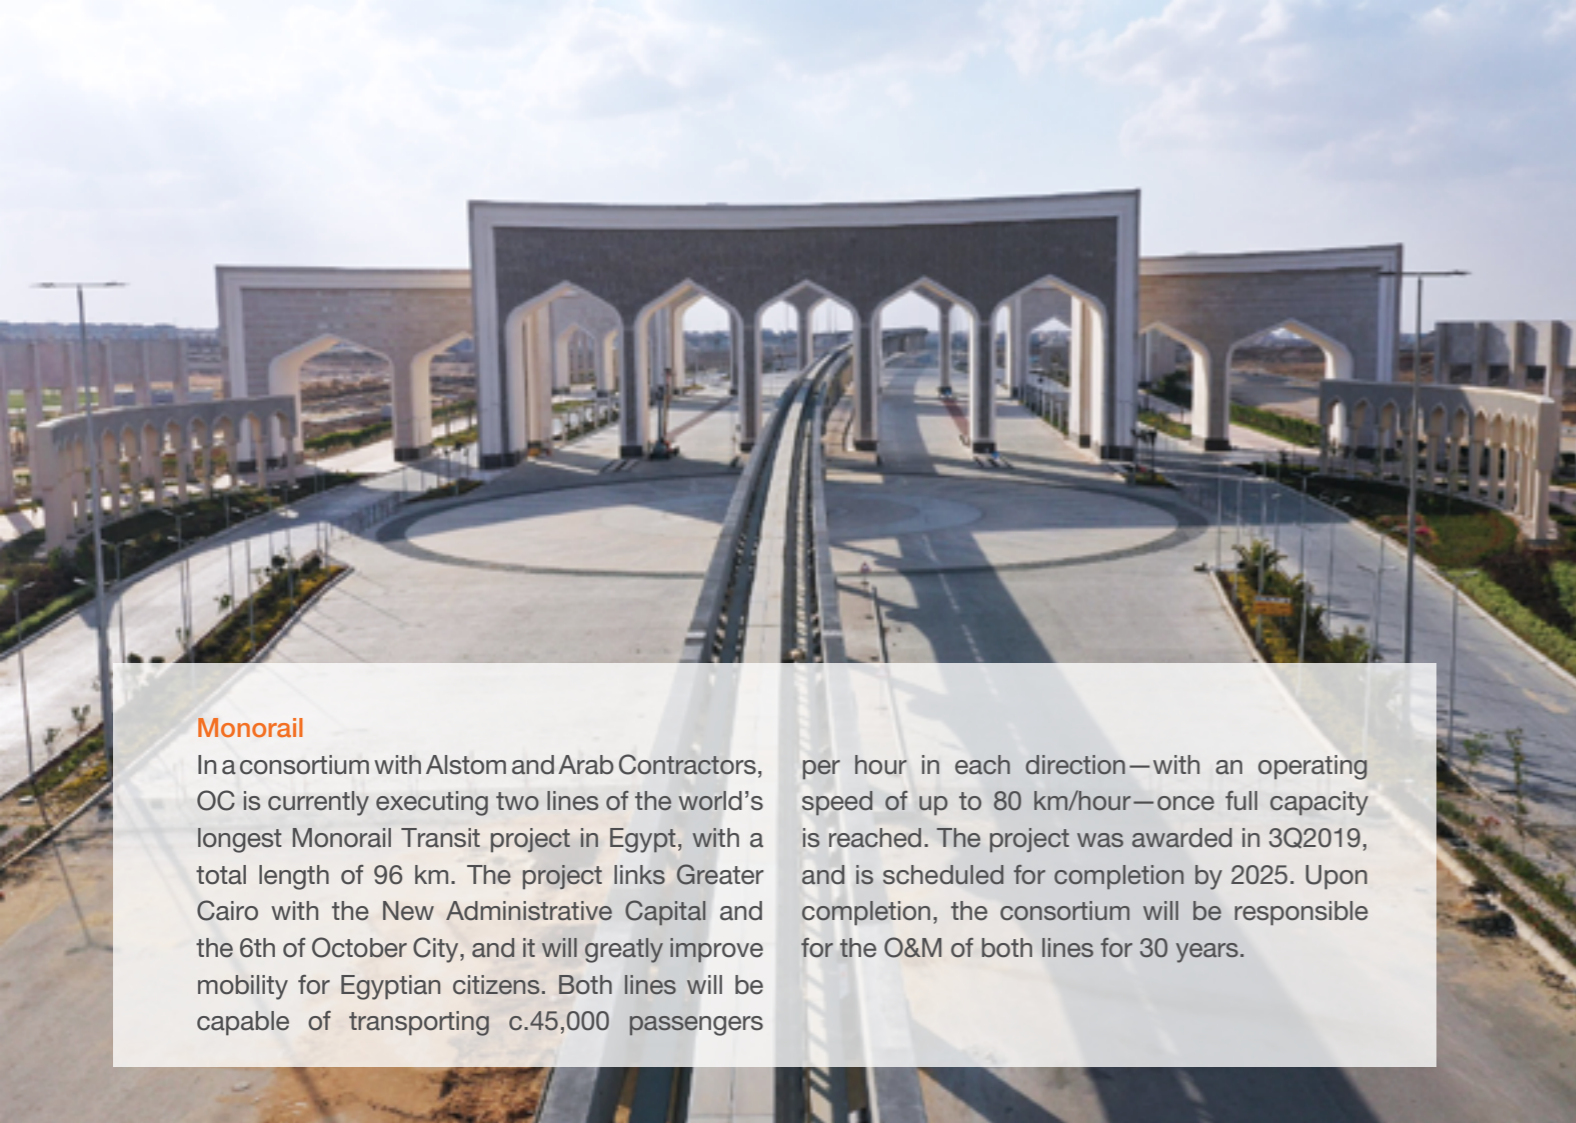 Monorail
In a consortium with Alstom and Arab Contractors,
OC is currently executing two lines of the world's
longest Monorail Transit project in Egypt, with a
total length of 96 km. The project links Greater
Cairo with the New Administrative Capital and
the 6th of October City, and it will greatly improve
mobility for Egyptian citizens. Both lines will be
capable of transporting c.45,000 passengers
per hour in each direction—with an operating
speed of up to 80 km/hour—once full capacity
is reached. The project was awarded in 3Q2019,
and is scheduled for completion by 2025. Upon
completion, the consortium will be responsible
for the O&M of both lines for 30 years.